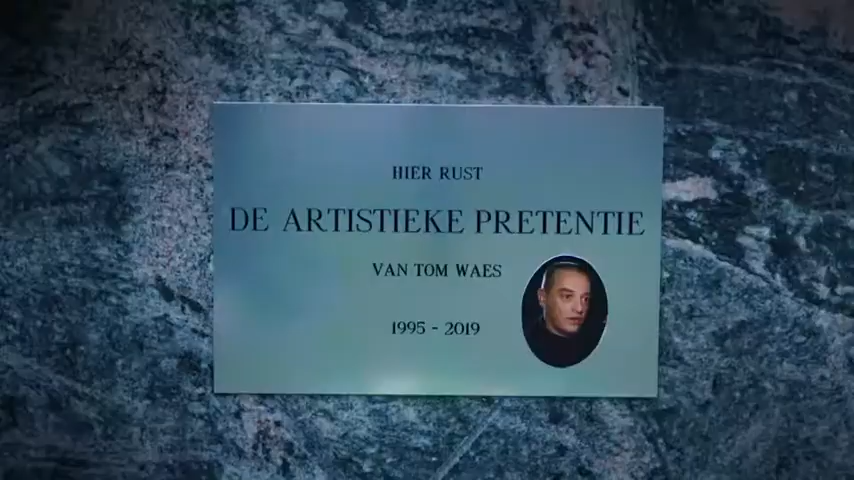 HIER RUST
DE ARTISTIEKE PRETENTIE
VAN TOM WAES
1995 - 2019